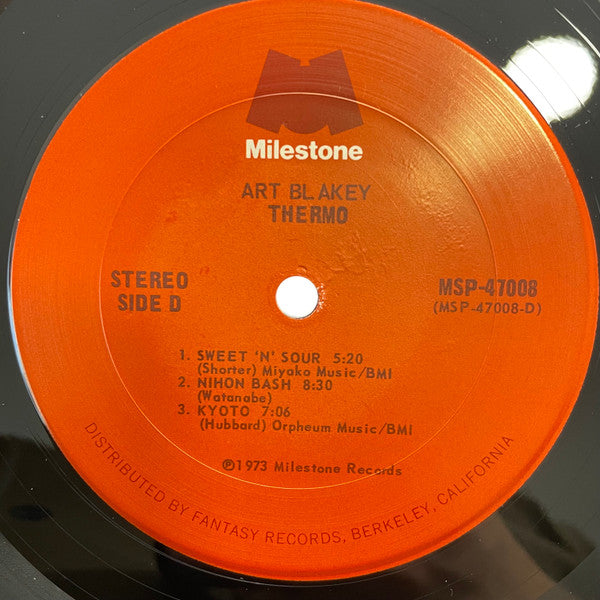 Milestone
ART BLAKEY
THERMO
STEREO
SIDE D
MSP-47008
(MSP-47008-D)
1. SWEET 'N' SOUR 5:20
(Shorter) Miyako Music/BMI
2. NIHON BASH 8:30
(Watanabe)
3. KYOTO 7:06
(Hubbard) Orpheum Music/BMI
℗1973 Milestone Records
DISTRIBUTED BY FANTASY RECORDS, BERKELEY, CALIFORNIA